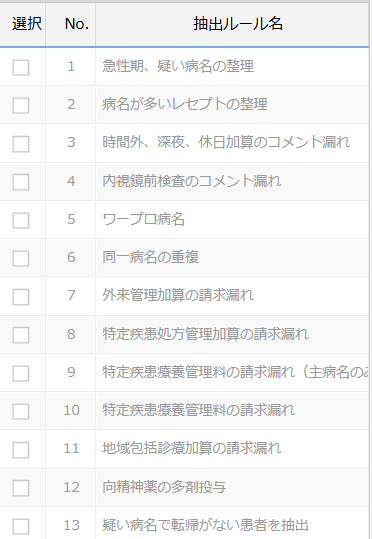 選択 No. 抽出ルール名
1 急性期、疑い病名の整理
2 病名が多いレセプトの整理
3 時間外、深夜、休日加算のコメント漏れ
4 内視鏡前検査のコメント漏れ
5 ワープロ病名
6 同一病名の重複
7 外来管理加算の請求漏れ
8 特定疾患処方管理加算の請求漏れ
9 特定疾患療養管理料の請求漏れ（主病名の
10 特定疾患療養管理料の請求漏れ
11 地域包括診療加算の請求漏れ
12 向精神薬の多剤投与
13 疑い病名で転帰がない患者を抽出